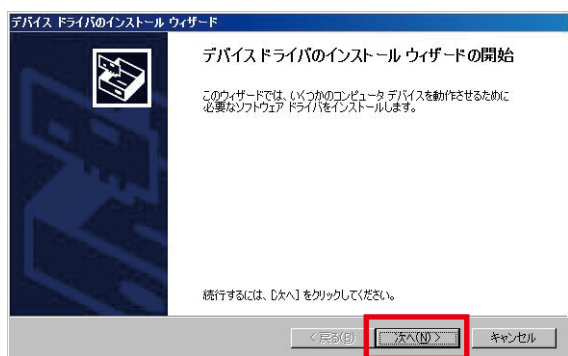 デバイス ドライバのインストール ウィザード
デバイス ドライバのインストール ウィザードの開始
このウィザードでは、いくつかのコンピュータ デバイスを動作させるために
必要なソフトウェア ドライバをインストールします。
続行するには、[次へ] をクリックしてください。
< 戻る(B)
次へ(N) >
キャンセル